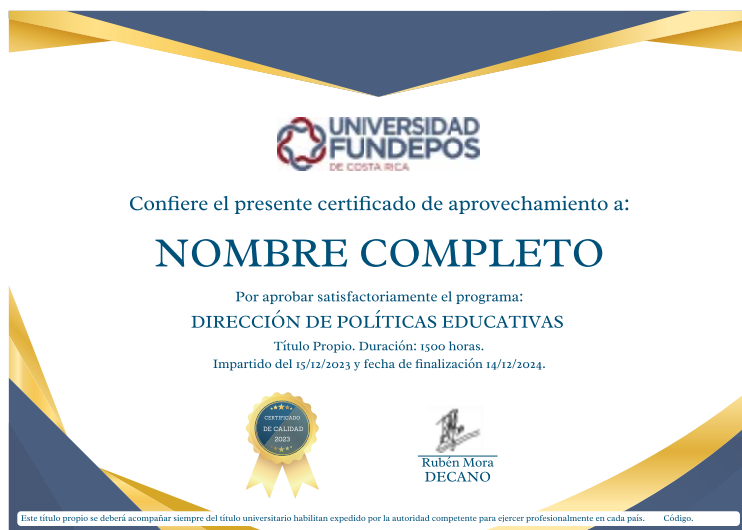 UNIVERSIDAD
FUNDEPOS
DE COSTA RICA
Confiere el presente certificado de aprovechamiento a:
NOMBRE COMPLETO
Por aprobar satisfactoriamente el programa:
DIRECCIÓN DE POLÍTICAS EDUCATIVAS
Título Propio. Duración: 1500 horas.
Impartido del 15/12/2023 y fecha de finalización 14/12/2024.
CERTIFICADO
DE CALIDAD
2023
Rubén Mora
DECANO
Este título propio se deberá acompañar siempre del título universitario habilitan expedido por la autoridad competente para ejercer profesionalmente en cada país. Código.